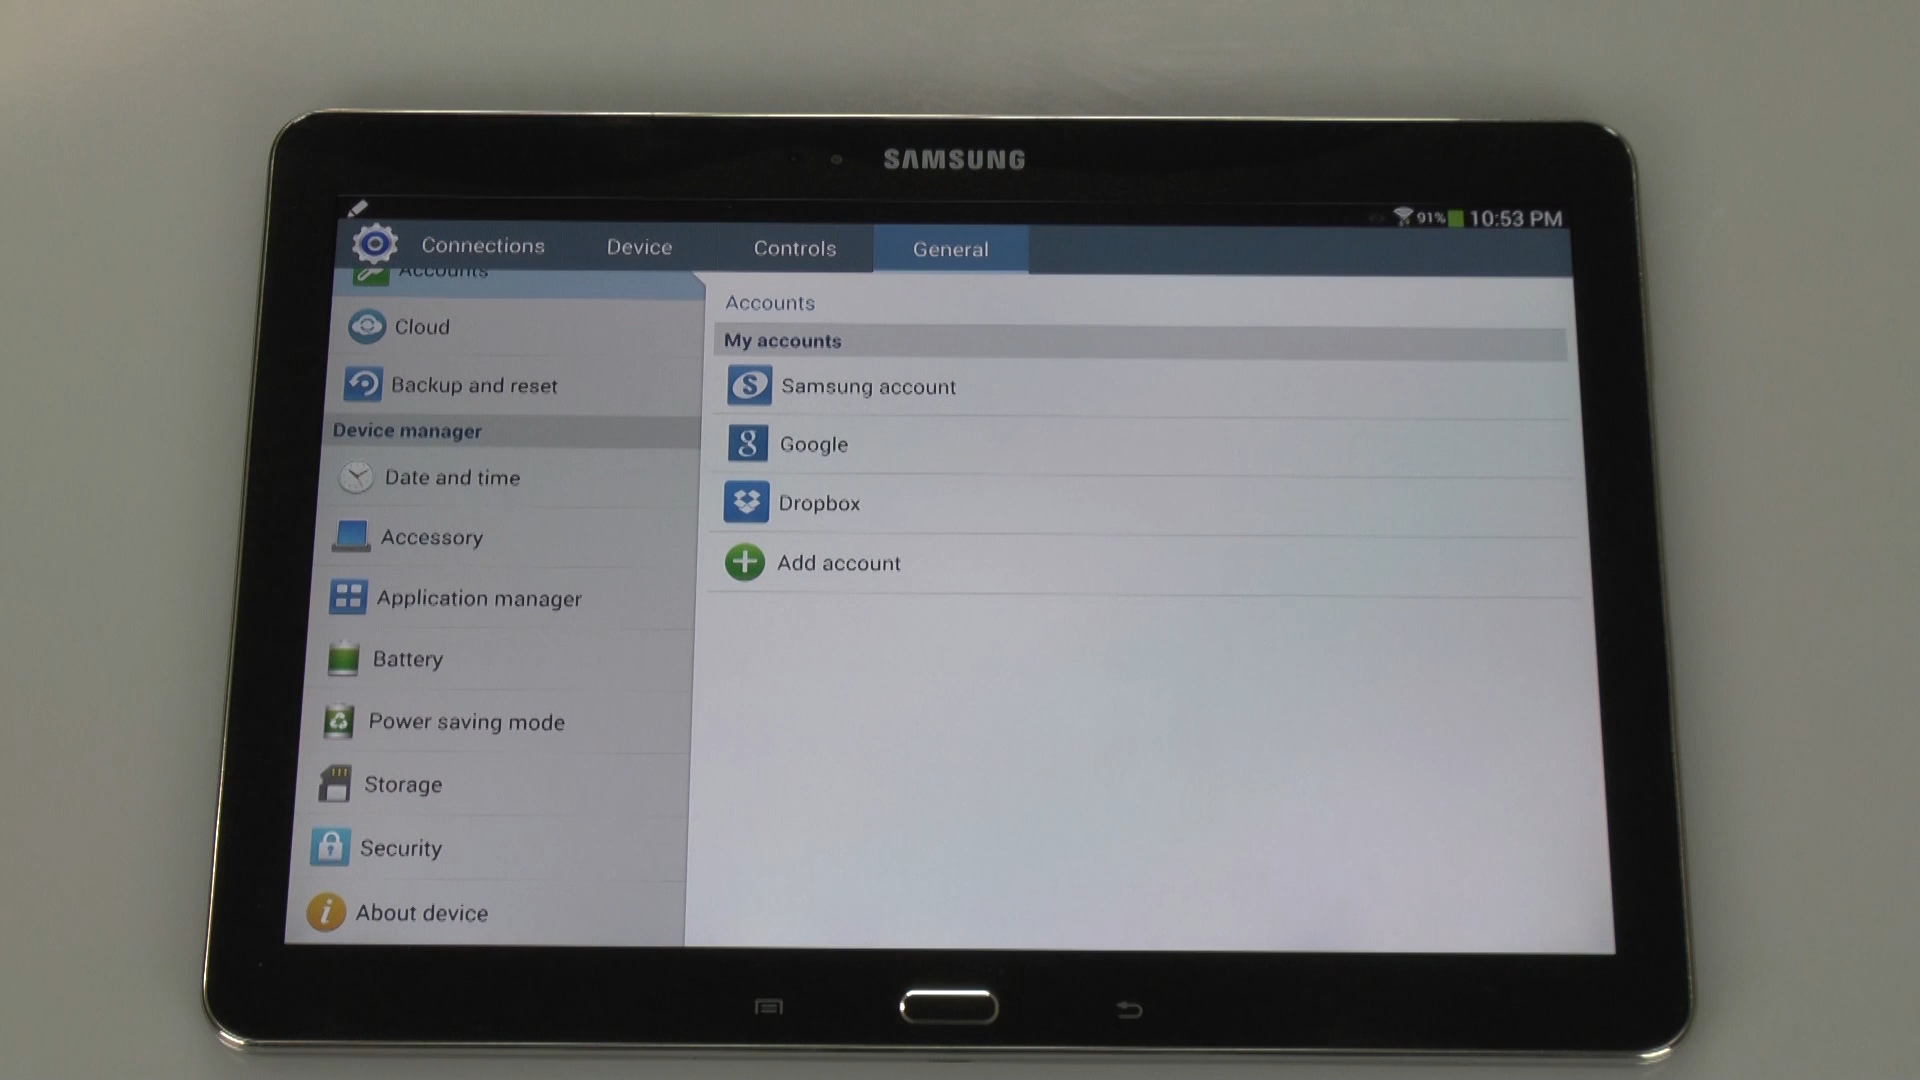 SAMSUNG
91% 10:53 PM
Connections Device Controls General
Accounts
Cloud
Backup and reset
Device manager
Date and time
Accessory
Application manager
Battery
Power saving mode
Storage
Security
About device
Accounts
My accounts
Samsung account
Google
Dropbox
Add account